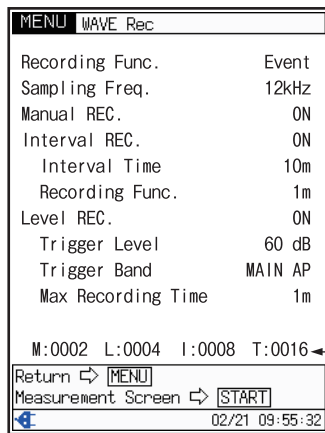 MENU WAVE Rec
Recording Func. Event
Sampling Freq. 12kHz
Manual REC. ON
Interval REC. ON
Interval Time 10m
Recording Func. 1m
Level REC. ON
Trigger Level 60 dB
Trigger Band MAIN AP
Max Recording Time 1m
M:0002 L:0004 I:0008 T:0016
Return ⇨ MENU
Measurement Screen ⇨ START
02/21 09:55:32